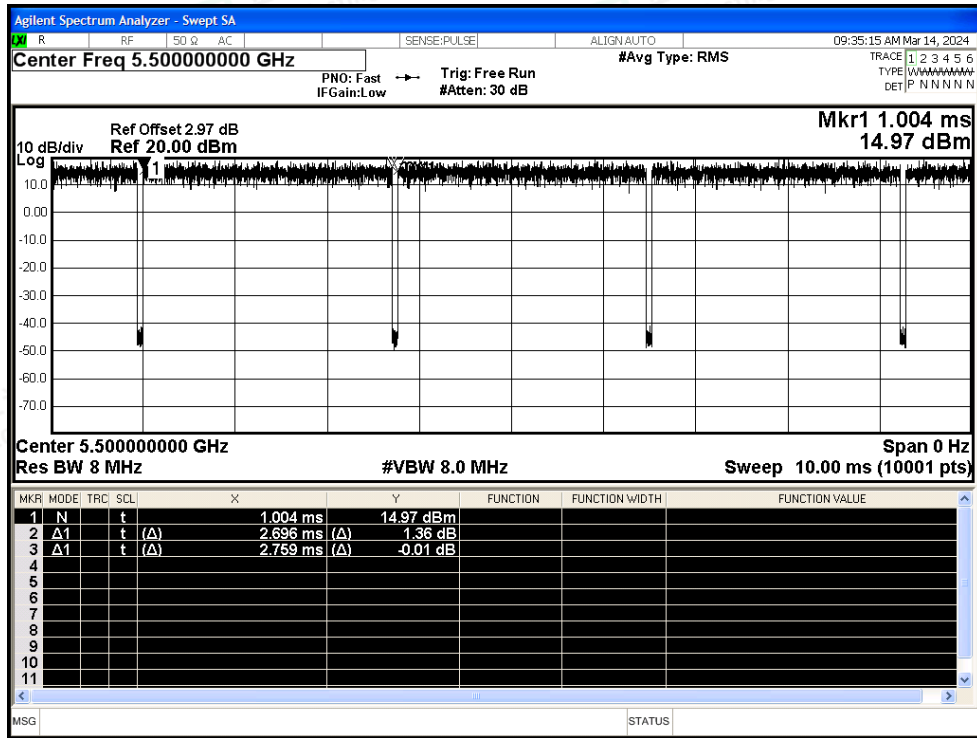 Agilent Spectrum Analyzer - Swept SA
LXI R RF 50 Ω AC SENSE:PULSE ALIGN AUTO 09:35:15 AM Mar 14, 2024
Center Freq 5.500000000 GHz #Avg Type: RMS TRACE 1 2 3 4 5 6
PNO: Fast Trig: Free Run TYPE WWWWWW
IFGain:Low #Atten: 30 dB DET P N N N N N
Mkr1 1.004 ms
Ref Offset 2.97 dB
10 dB/div Ref 20.00 dBm 14.97 dBm
Log
1
10.0
0.00
-10.0
-20.0
-30.0
-40.0
-50.0
-60.0
-70.0
Center 5.500000000 GHz Span 0 Hz
Res BW 8 MHz #VBW 8.0 MHz Sweep 10.00 ms (10001 pts)
MKR MODE TRC SCL X Y FUNCTION FUNCTION WIDTH FUNCTION VALUE
1 N t 1.004 ms 14.97 dBm
2 Δ1 t (Δ) 2.696 ms (Δ) 1.36 dB
3 Δ1 t (Δ) 2.759 ms (Δ) -0.01 dB
4
5
6
7
8
9
10
11
MSG STATUS